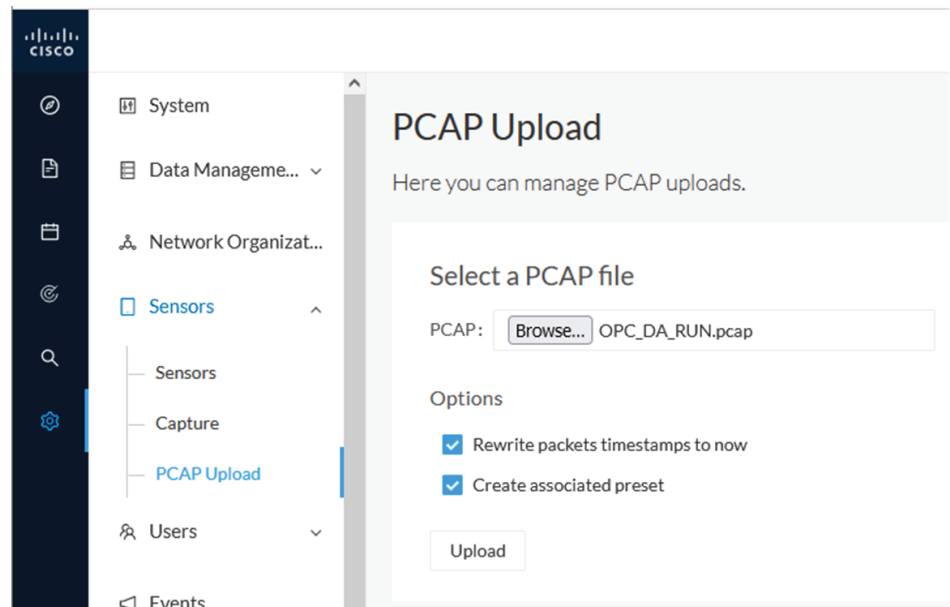 CISCO
System
Data Manageme...
Network Organizat...
Sensors
Sensors
Capture
PCAP Upload
Users
Events
PCAP Upload
Here you can manage PCAP uploads.
Select a PCAP file
PCAP: Browse... OPC_DA_RUN.pcap
Options
Rewrite packets timestamps to now
Create associated preset
Upload